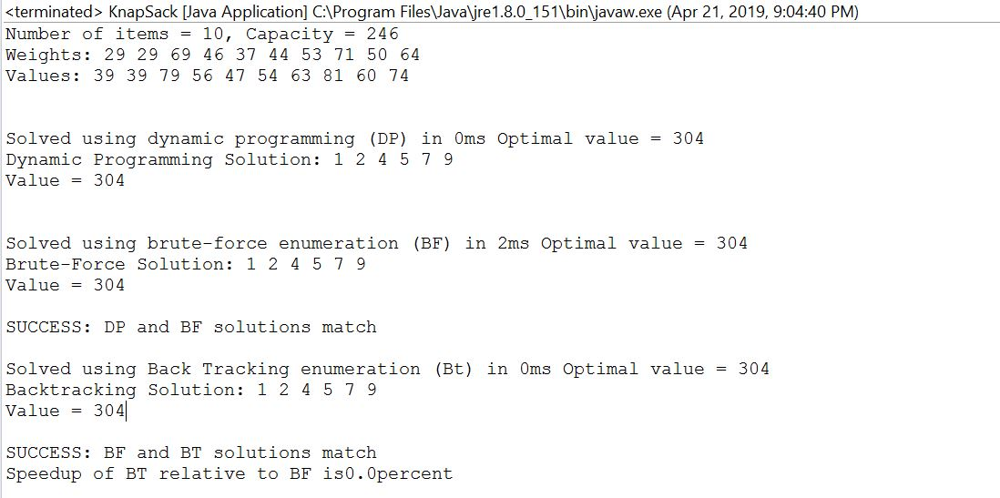 <terminated> KnapSack [Java Application] C:\Program Files\Java\jre1.8.0_151\bin\javaw.exe (Apr 21, 2019, 9:04:40 PM)
Number of items = 10, Capacity = 246
Weights: 29 29 69 46 37 44 53 71 50 64
Values: 39 39 79 56 47 54 63 81 60 74
Solved using dynamic programming (DP) in 0ms Optimal value = 304
Dynamic Programming Solution: 1 2 4 5 7 9
Value = 304
Solved using brute-force enumeration (BF) in 2ms Optimal value = 304
Brute-Force Solution: 1 2 4 5 7 9
Value = 304
SUCCESS: DP and BF solutions match
Solved using Back Tracking enumeration (Bt) in 0ms Optimal value = 304
Backtracking Solution: 1 2 4 5 7 9
Value = 304
SUCCESS: BF and BT solutions match
Speedup of BT relative to BF is0.0percent